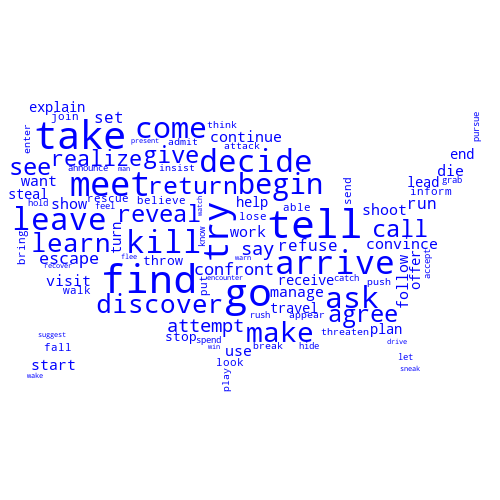 explain
join
set
think
come
take
present
admit
continue
pursue
enter
attack
see
realize
give
decide
end
announce
man
insist
die
want
meet
return
begin
lead
grab
steal
inform
hold
show
rescue
feel
believe
match
help
able
send
shoot
run
leave
reveal
lose
try
tell
call
bring
learn
turn
kill
know
say
refuse
convince
escape
recover
flee
throw
confront
warn
arrive
follow
offer
accept
visit
walk
find
put
encounter
go
receive
catch
push
manage
ask
discover
travel
rush
appear
agree
attempt
make
threaten
plan
suggest
stop
spend
win
use
break
hide
drive
fall
start
wake
look
play
let
sneak